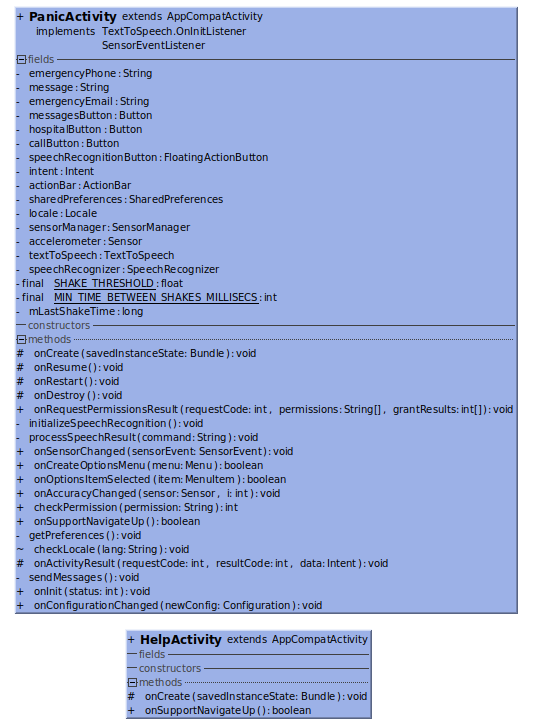 + PanicActivity extends AppCompatActivity
implements TextToSpeech.OnInitListener
SensorEventListener
fields
- emergencyPhone : String
- message : String
- emergencyEmail : String
- messagesButton : Button
- hospitalButton : Button
- callButton : Button
- speechRecognitionButton : FloatingActionButton
- intent : Intent
- actionBar : ActionBar
- sharedPreferences : SharedPreferences
- locale : Locale
- sensorManager : SensorManager
- accelerometer : Sensor
- textToSpeech : TextToSpeech
- speechRecognizer : SpeechRecognizer
- final SHAKE_THRESHOLD : float
- final MIN_TIME_BETWEEN_SHAKES_MILLISECS : int
- mLastShakeTime : long
constructors
methods
# onCreate (savedInstanceState: Bundle) : void
# onResume () : void
# onRestart () : void
# onDestroy () : void
+ onRequestPermissionsResult (requestCode: int, permissions: String[], grantResults: int[]) : void
- initializeSpeechRecognition () : void
- processSpeechResult (command: String) : void
+ onSensorChanged (sensorEvent: SensorEvent) : void
+ onCreateOptionsMenu (menu: Menu) : boolean
+ onOptionsItemSelected (item: MenuItem) : boolean
+ onAccuracyChanged (sensor: Sensor, i: int) : void
+ checkPermission (permission: String) : int
+ onSupportNavigateUp () : boolean
- getPreferences () : void
~ checkLocale (lang: String) : void
# onActivityResult (requestCode: int, resultCode: int, data: Intent) : void
- sendMessages () : void
+ onInit (status: int) : void
+ onConfigurationChanged (newConfig: Configuration) : void
+ HelpActivity extends AppCompatActivity
fields
constructors
methods
# onCreate (savedInstanceState: Bundle) : void
+ onSupportNavigateUp () : boolean